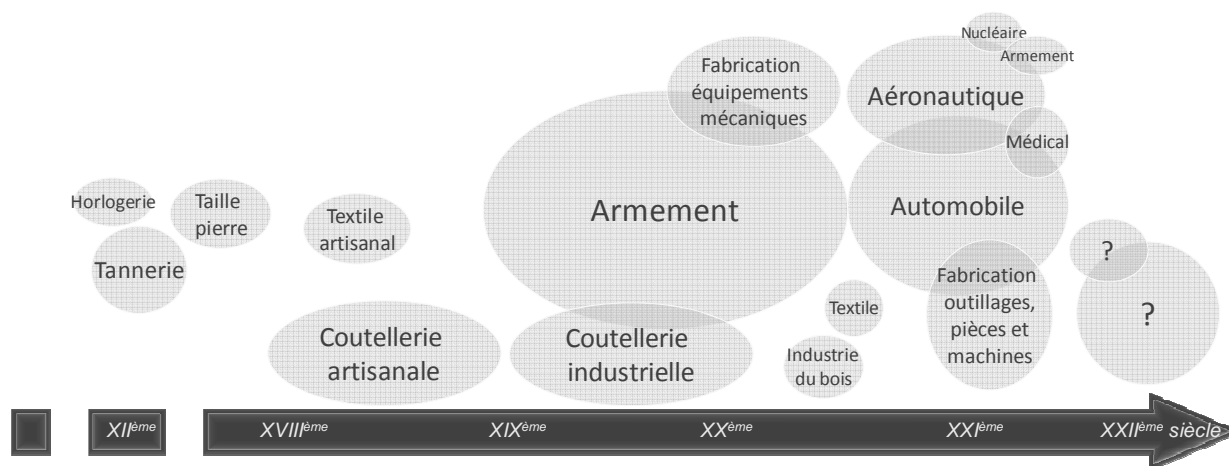 Nucléaire
Armement
Fabrication
équipements
mécaniques
Aéronautique
Médical
Horlogerie
Taille
pierre
Textile
artisanal
Armement
Automobile
Tannerie
?
Fabrication
outillages,
pièces et
machines
?
Textile
Coutellerie
artisanale
Coutellerie
industrielle
Industrie
du bois
XIIème
XVIIIème
XIXème
XXème
XXIème
XXIIème siècle